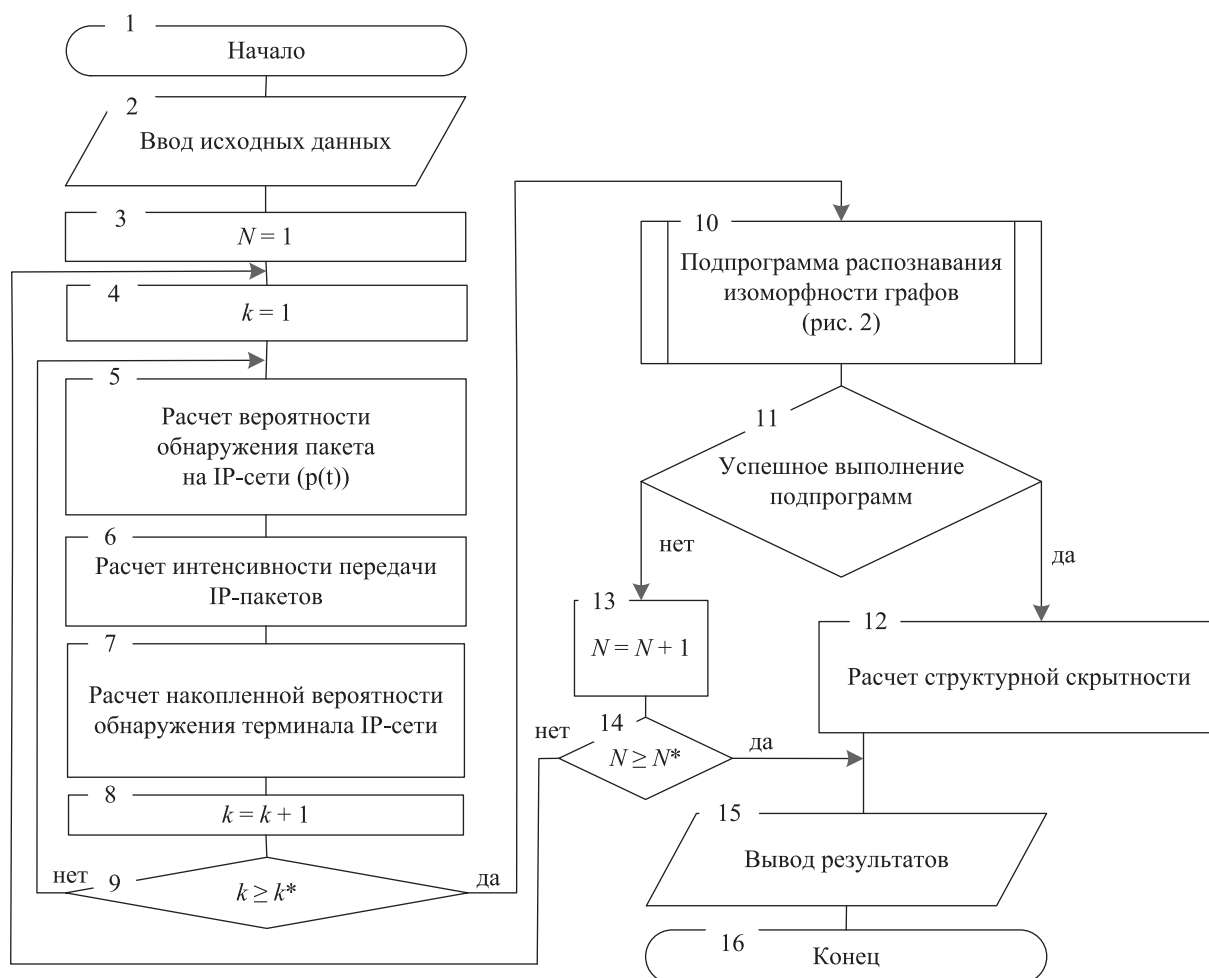 1
Начало
2
Ввод исходных данных
3
N = 1
4
k = 1
5
Расчет вероятности
обнаружения пакета
на IP-сети (p(t))
6
Расчет интенсивности передачи
IP-пакетов
7
Расчет накопленной вероятности
обнаружения терминала IP-сети
8
k = k + 1
нет
9
k ≥ k*
да
10
Подпрограмма распознавания
изоморфности графов
(рис. 2)
11
Успешное выполнение
подпрограмм
нет
да
13
N = N + 1
12
Расчет структурной скрытности
нет
14
N ≥ N*
да
15
Вывод результатов
16
Конец